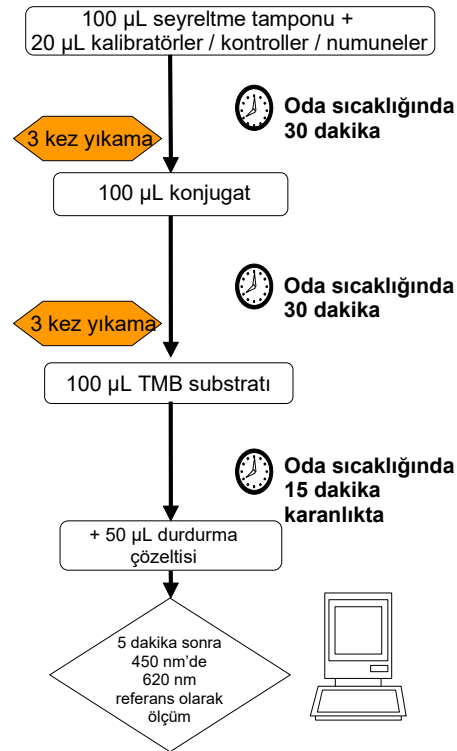 100 µL seyreltme tamponu +
20 µL kalibratörler / kontroller / numuneler
Oda sıcaklığında
30 dakika
3 kez yıkama
100 µL konjugat
Oda sıcaklığında
30 dakika
3 kez yıkama
100 µL TMB substratı
Oda sıcaklığında
15 dakika
karanlıkta
+ 50 µL durdurma
çözeltisi
5 dakika sonra
450 nm’de
620 nm
referans olarak
ölçüm